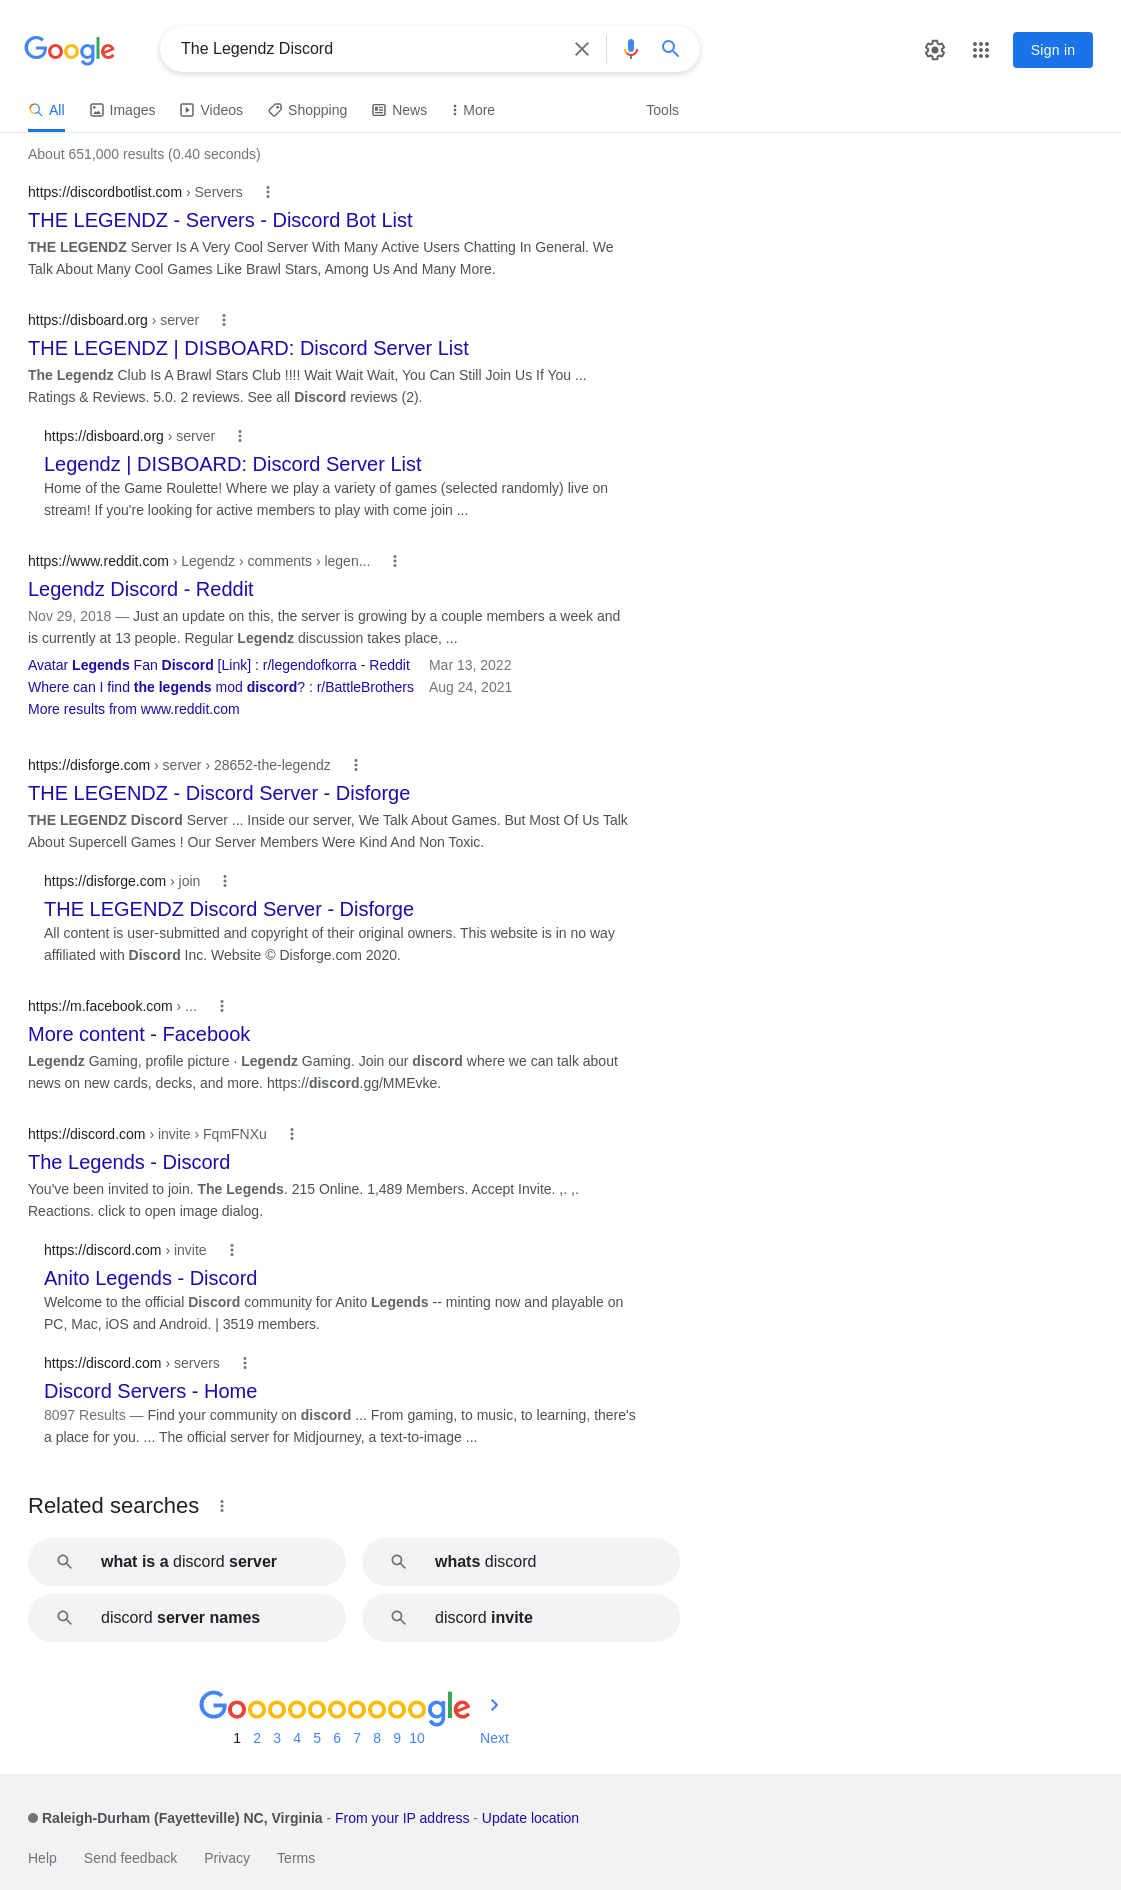 Google
The Legendz Discord
Sign in
All Images Videos Shopping News More Tools
About 651,000 results (0.40 seconds)
https://discordbotlist.com › Servers
THE LEGENDZ - Servers - Discord Bot List
THE LEGENDZ Server Is A Very Cool Server With Many Active Users Chatting In General. We
Talk About Many Cool Games Like Brawl Stars, Among Us And Many More.
https://disboard.org › server
THE LEGENDZ | DISBOARD: Discord Server List
The Legendz Club Is A Brawl Stars Club !!!! Wait Wait Wait, You Can Still Join Us If You ...
Ratings & Reviews. 5.0. 2 reviews. See all Discord reviews (2).
https://disboard.org › server
Legendz | DISBOARD: Discord Server List
Home of the Game Roulette! Where we play a variety of games (selected randomly) live on
stream! If you're looking for active members to play with come join ...
https://www.reddit.com › Legendz › comments › legen...
Legendz Discord - Reddit
Nov 29, 2018 — Just an update on this, the server is growing by a couple members a week and
is currently at 13 people. Regular Legendz discussion takes place, ...
Avatar Legends Fan Discord [Link] : r/legendofkorra - Reddit Mar 13, 2022
Where can I find the legends mod discord? : r/BattleBrothers Aug 24, 2021
More results from www.reddit.com
https://disforge.com › server › 28652-the-legendz
THE LEGENDZ - Discord Server - Disforge
THE LEGENDZ Discord Server ... Inside our server, We Talk About Games. But Most Of Us Talk
About Supercell Games ! Our Server Members Were Kind And Non Toxic.
https://disforge.com › join
THE LEGENDZ Discord Server - Disforge
All content is user-submitted and copyright of their original owners. This website is in no way
affiliated with Discord Inc. Website © Disforge.com 2020.
https://m.facebook.com › ...
More content - Facebook
Legendz Gaming, profile picture · Legendz Gaming. Join our discord where we can talk about
news on new cards, decks, and more. https://discord.gg/MMEvke.
https://discord.com › invite › FqmFNXu
The Legends - Discord
You've been invited to join. The Legends. 215 Online. 1,489 Members. Accept Invite. ,. ,.
Reactions. click to open image dialog.
https://discord.com › invite
Anito Legends - Discord
Welcome to the official Discord community for Anito Legends -- minting now and playable on
PC, Mac, iOS and Android. | 3519 members.
https://discord.com › servers
Discord Servers - Home
8097 Results — Find your community on discord ... From gaming, to music, to learning, there's
a place for you. ... The official server for Midjourney, a text-to-image ...
Related searches
what is a discord server
whats discord
discord server names
discord invite
Goooooooooogle
1 2 3 4 5 6 7 8 9 10 Next
Raleigh-Durham (Fayetteville) NC, Virginia - From your IP address - Update location
Help Send feedback Privacy Terms